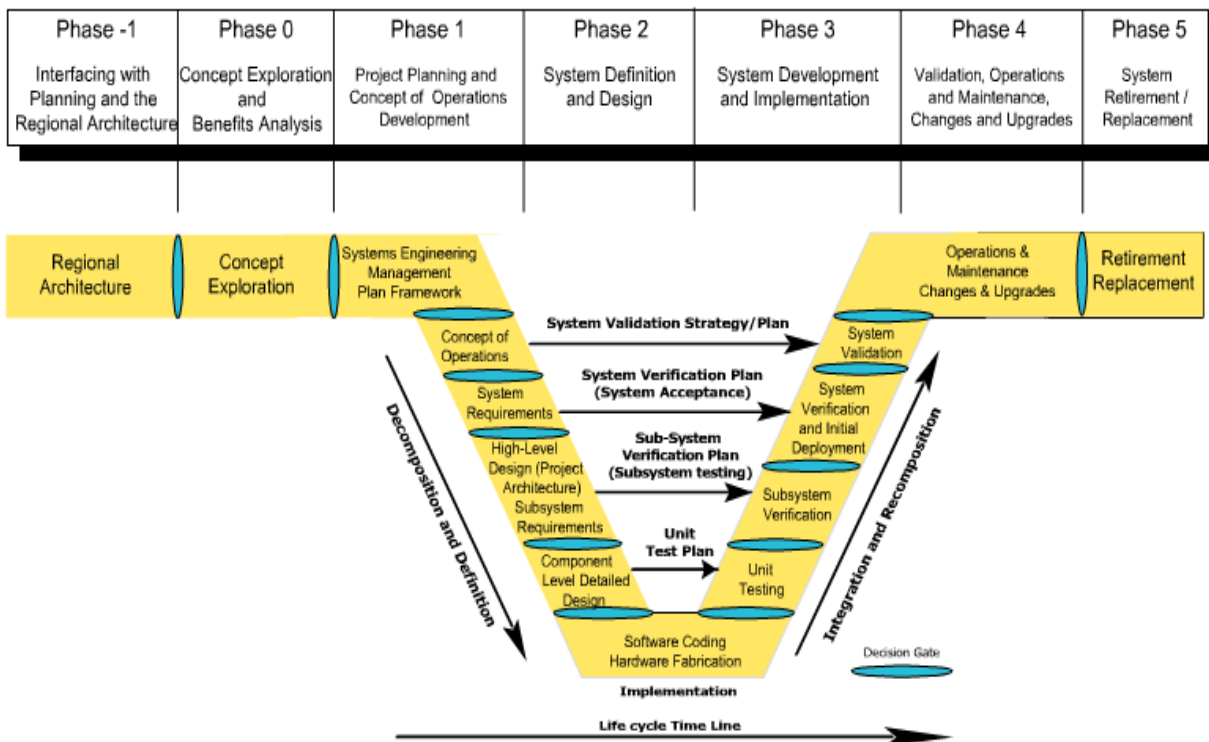 Phase -1
Interfacing with
Planning and the
Regional Architecture
Phase 0
Concept Exploration
and
Benefits Analysis
Phase 1
Project Planning and
Concept of Operations
Development
Phase 2
System Definition
and Design
Phase 3
System Development
and Implementation
Phase 4
Validation, Operations
and Maintenance,
Changes and Upgrades
Phase 5
System
Retirement /
Replacement
Regional
Architecture
Concept
Exploration
Systems Engineering
Management
Plan Framework
Operations &
Maintenance
Changes & Upgrades
Retirement
Replacement
Concept of
Operations
System Validation Strategy/Plan
System
Validation
System
Requirements
System Verification Plan
(System Acceptance)
System
Verification
and Initial
Deployment
High-Level
Design (Project
Architecture)
Subsystem
Requirements
Sub-System
Verification Plan
(Subsystem testing)
Subsystem
Verification
Component
Level Detailed
Design
Unit
Test Plan
Unit
Testing
Decomposition and Definition
Integration and Recomposition
Software Coding
Hardware Fabrication
Decision Gate
Implementation
Life cycle Time Line